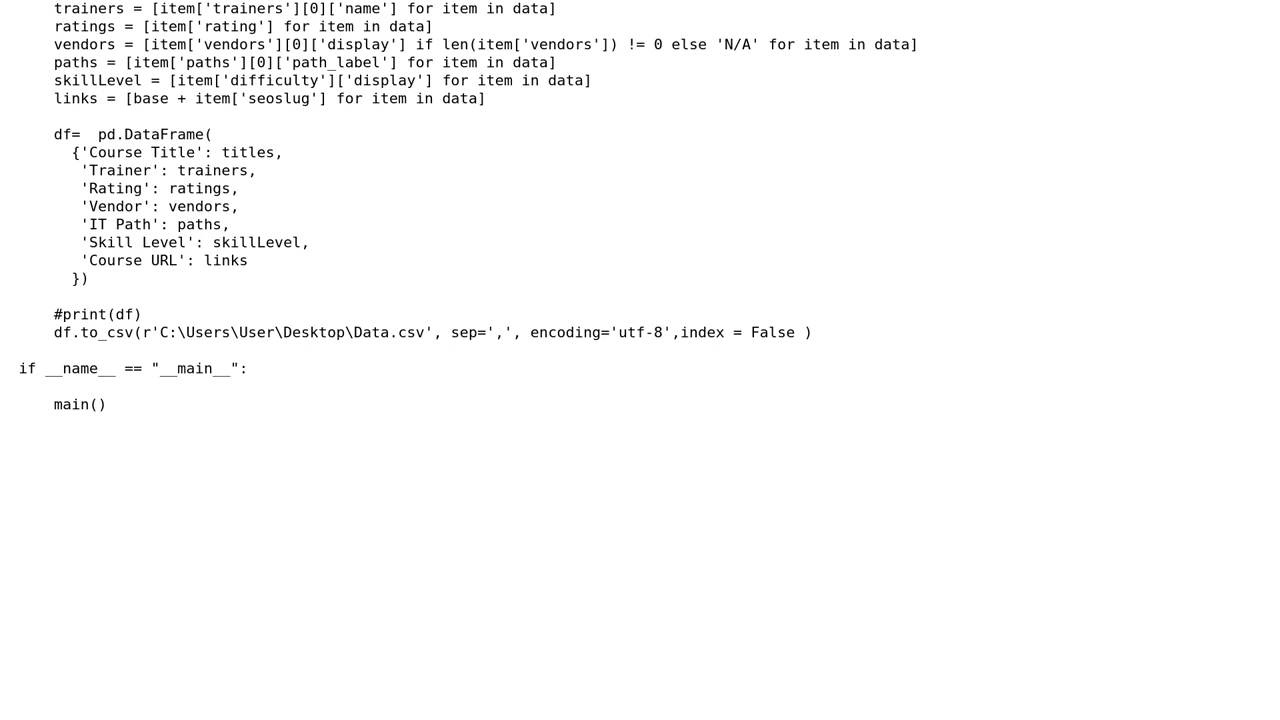 trainers = [item['trainers'][0]['name'] for item in data]
    ratings = [item['rating'] for item in data]
    vendors = [item['vendors'][0]['display'] if len(item['vendors']) != 0 else 'N/A' for item in data]
    paths = [item['paths'][0]['path_label'] for item in data]
    skillLevel = [item['difficulty']['display'] for item in data]
    links = [base + item['seoslug'] for item in data]

    df=  pd.DataFrame(
      {'Course Title': titles,
       'Trainer': trainers,
       'Rating': ratings,
       'Vendor': vendors,
       'IT Path': paths,
       'Skill Level': skillLevel,
       'Course URL': links
      })

    #print(df)
    df.to_csv(r'C:\Users\User\Desktop\Data.csv', sep=',', encoding='utf-8',index = False )

if __name__ == "__main__":

    main()